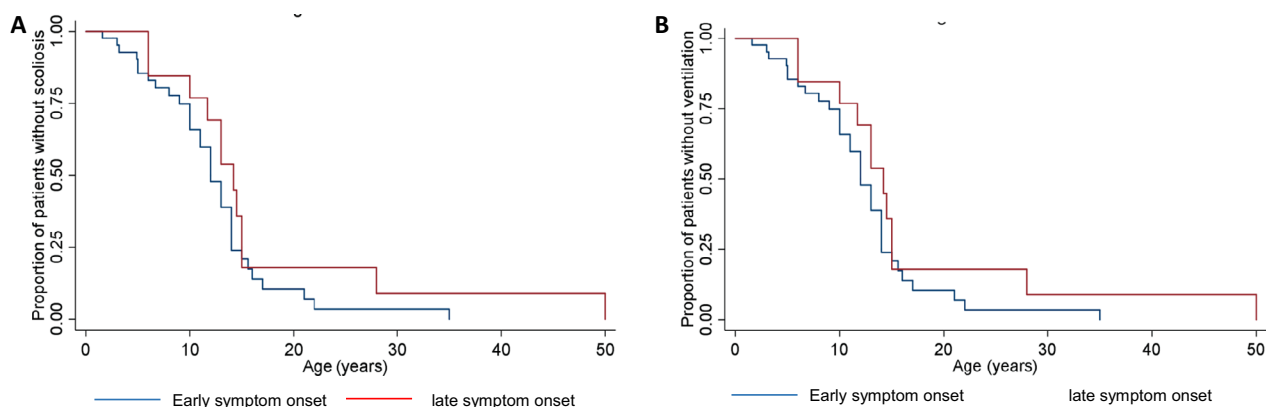 A
Proportion of patients without scoliosis
1.00
0.75
0.50
0.25
0.00
0 10 20 30 40 50
Age (years)
Early symptom onset late symptom onset
B
Proportion of patients without ventilation
1.00
0.75
0.50
0.25
0.00
0 10 20 30 40 50
Age (years)
Early symptom onset late symptom onset